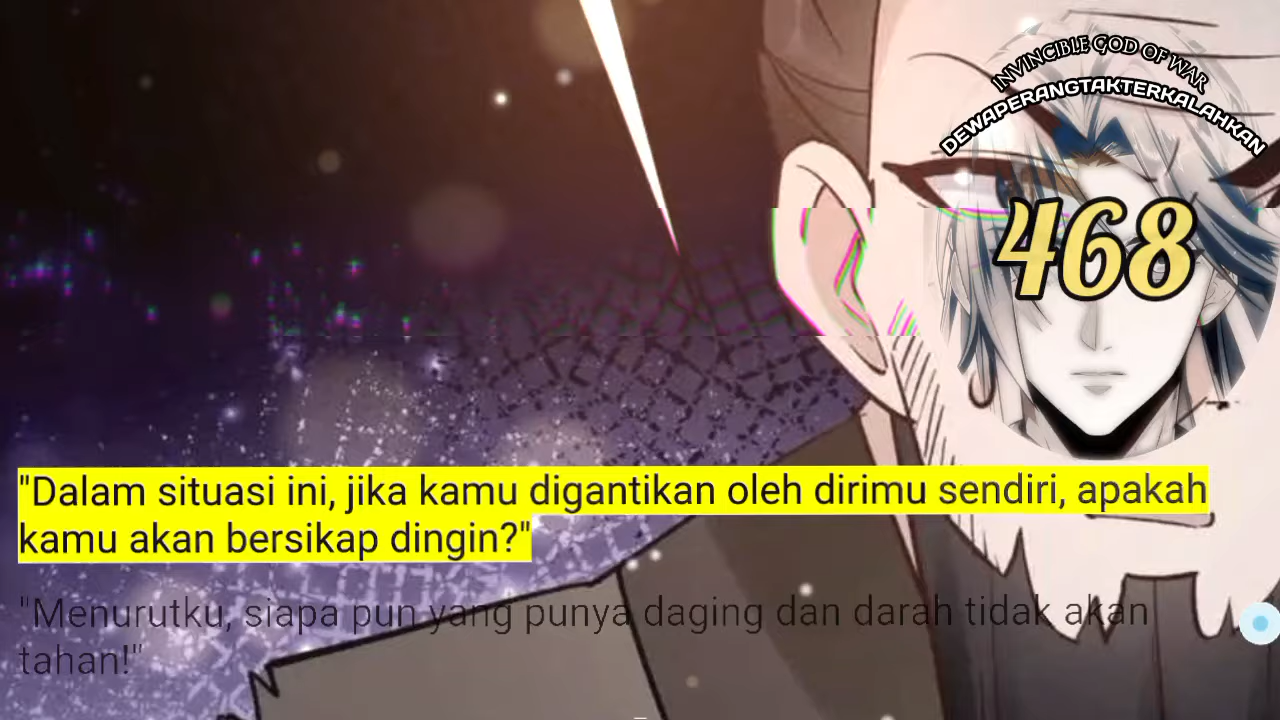 INVINCIBLE GOD OF WAR
DEWAPERANGTAKTERKALAHKAN
468
"Dalam situasi ini, jika kamu digantikan oleh dirimu sendiri, apakah
kamu akan bersikap dingin?"
"Menurutku, siapa pun yang punya daging dan darah tidak akan
tahan!"